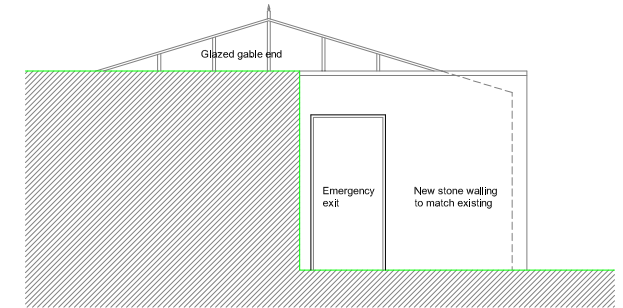 Glazed gable end
Emergency
exit
New stone walling
to match existing